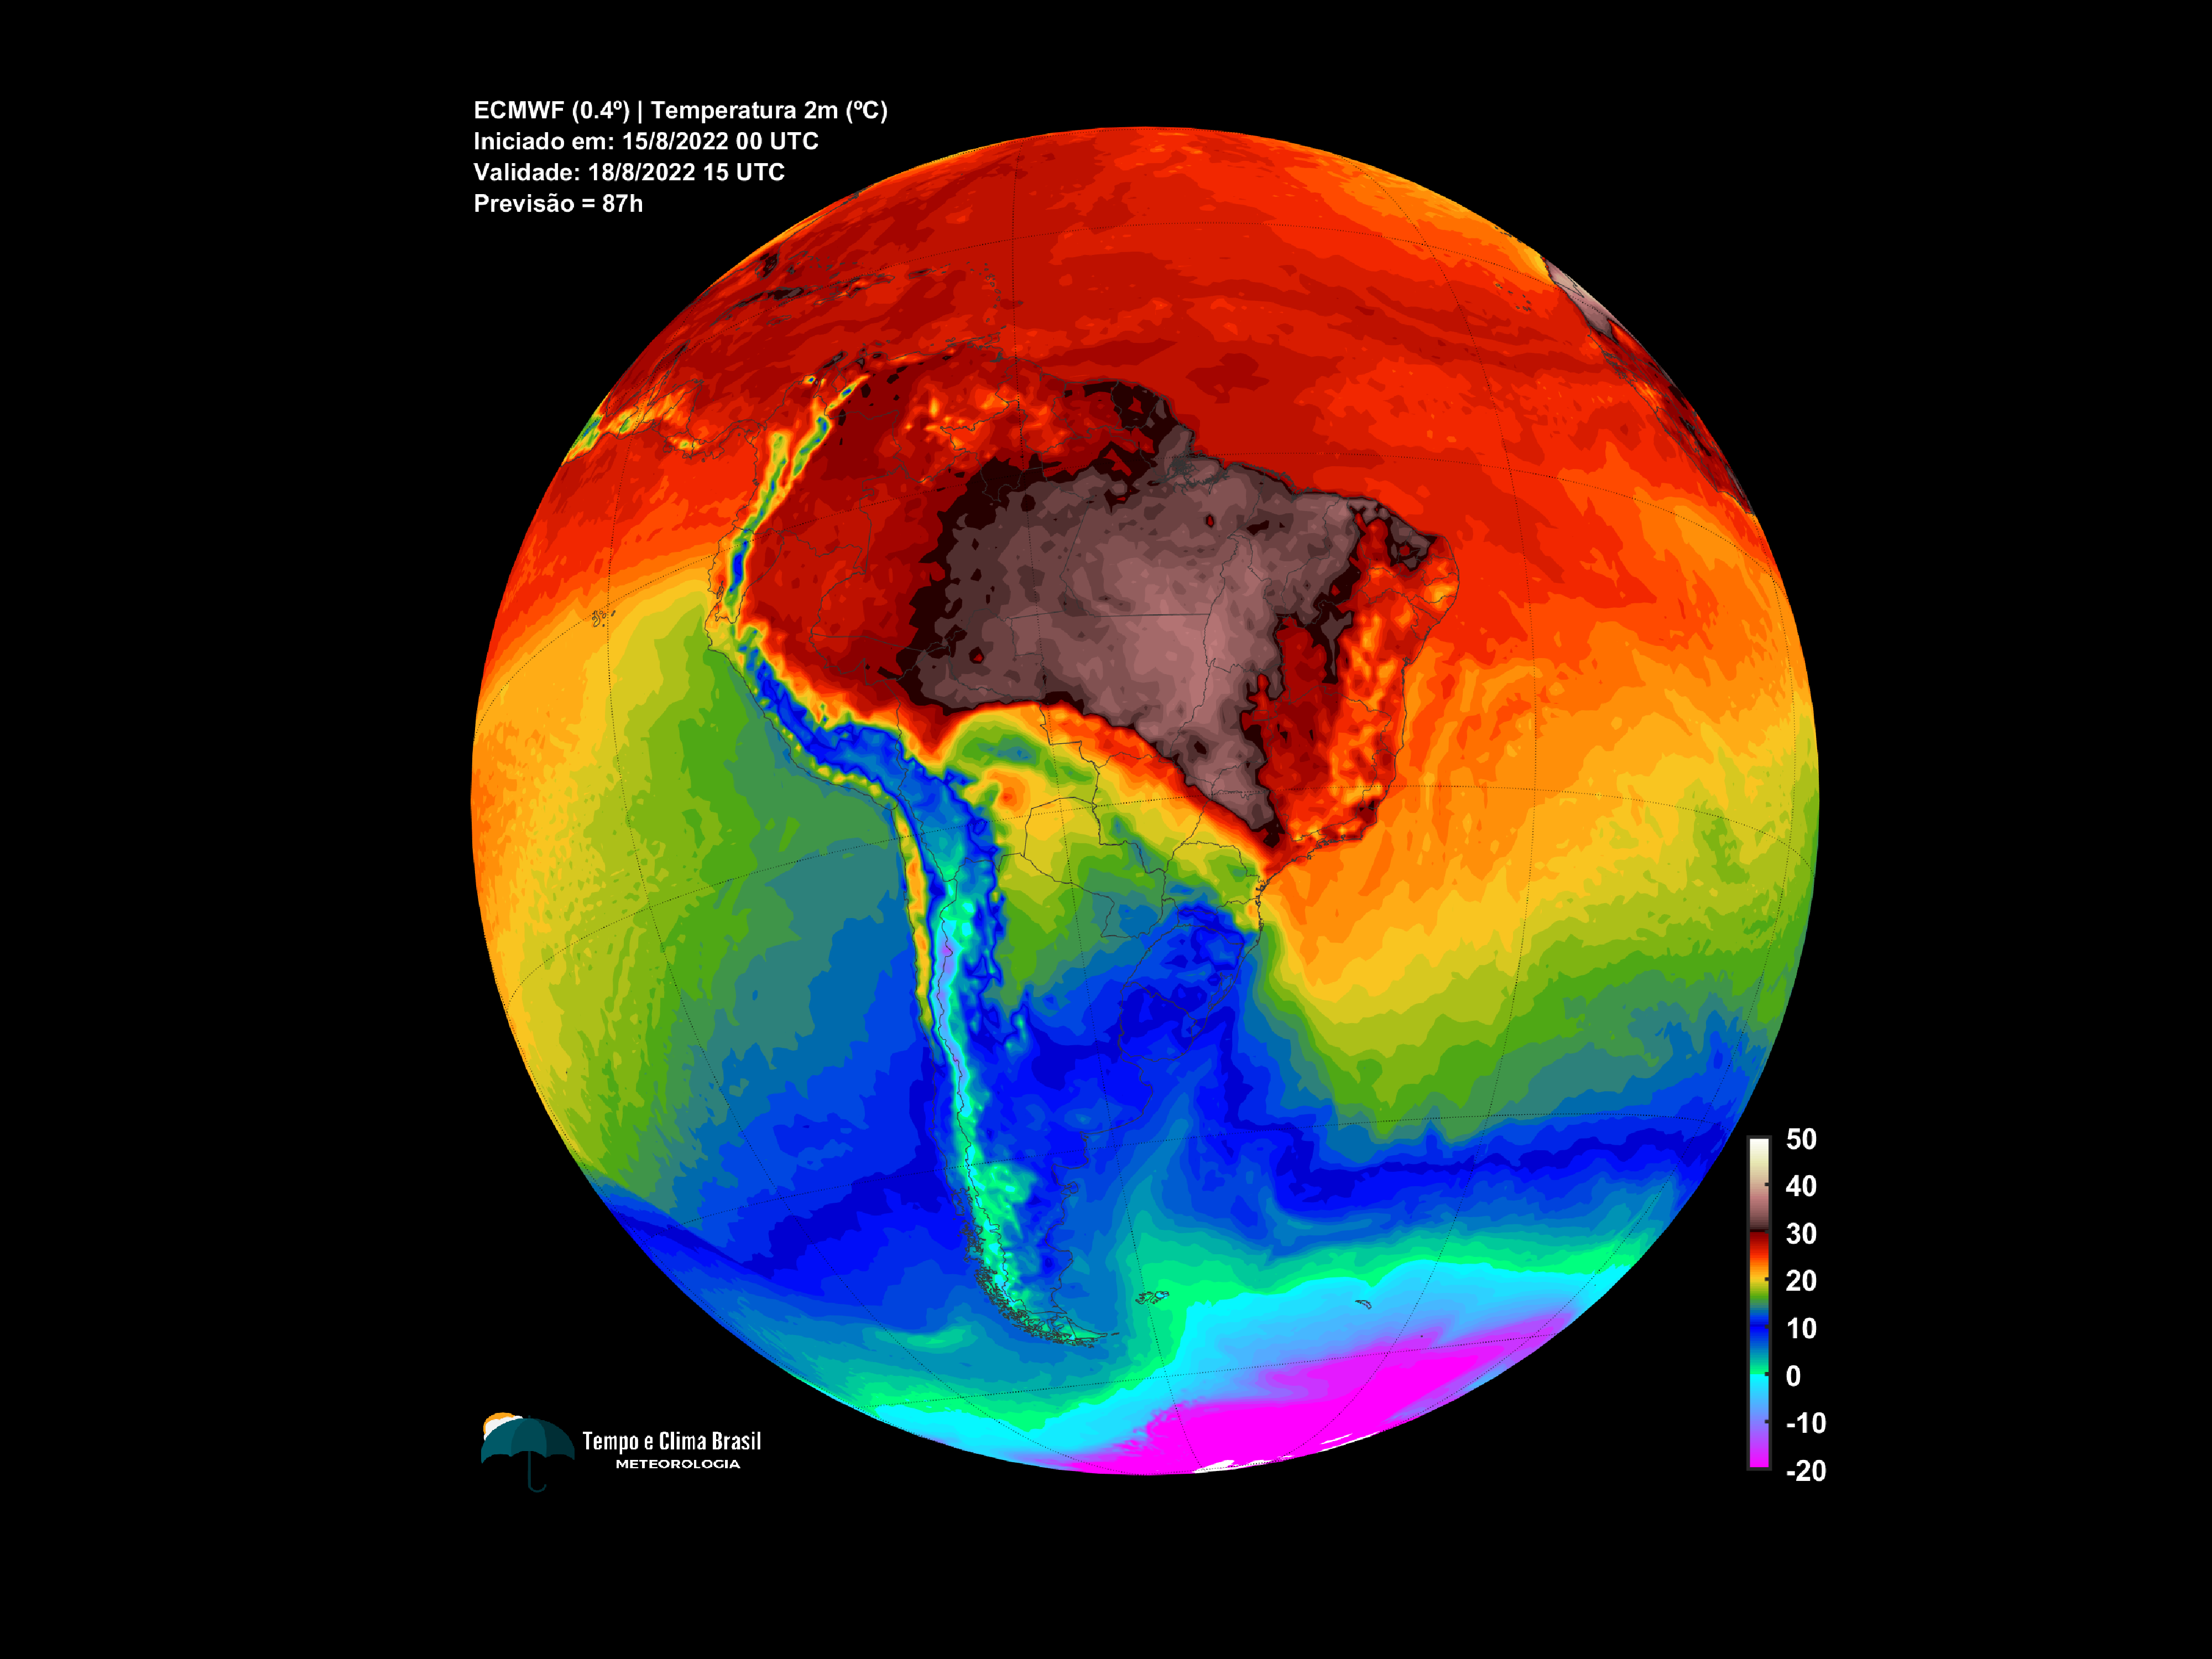 ECMWF (0.4º) | Temperatura 2m (ºC)
Iniciado em: 15/8/2022 00 UTC
Validade: 18/8/2022 15 UTC
Previsão = 87h
50
40
30
20
10
0
-10
-20
Tempo e Clima Brasil
METEOROLOGIA